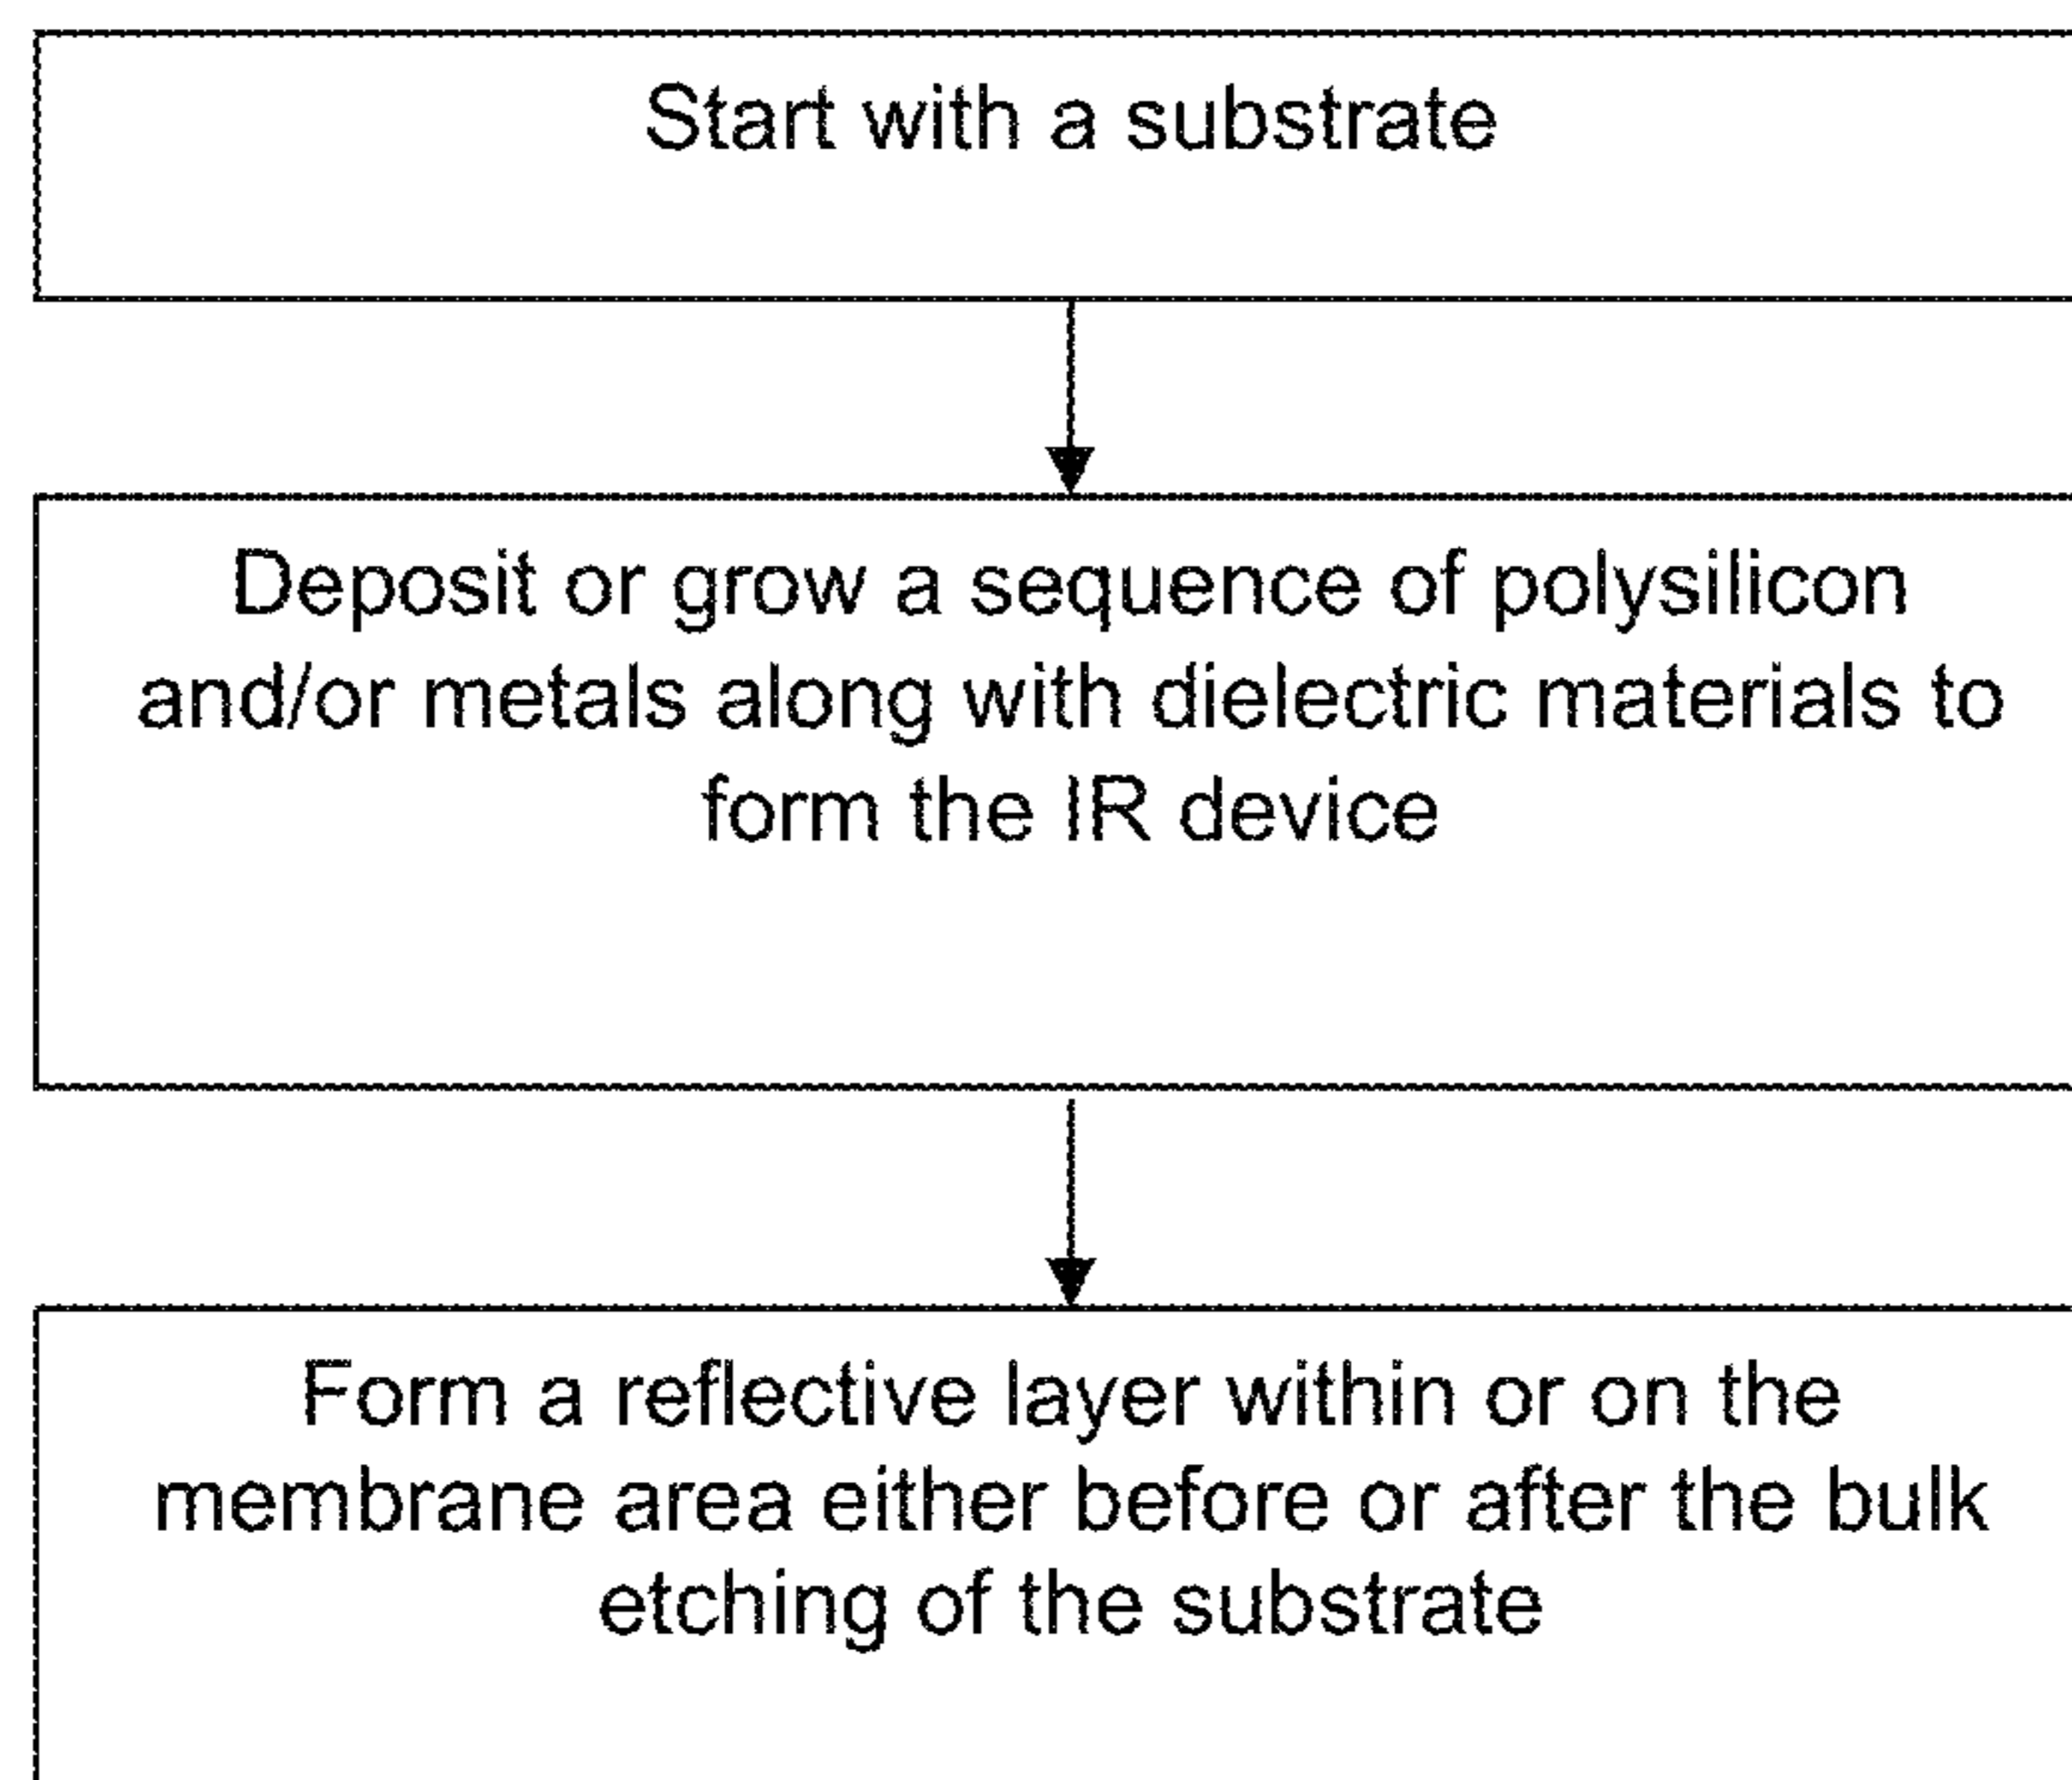 Start with a substrate
Deposit or grow a sequence of polysilicon
and/or metals along with dielectric materials to
form the IR device
Form a reflective layer within or on the
membrane area either before or after the bulk
etching of the substrate